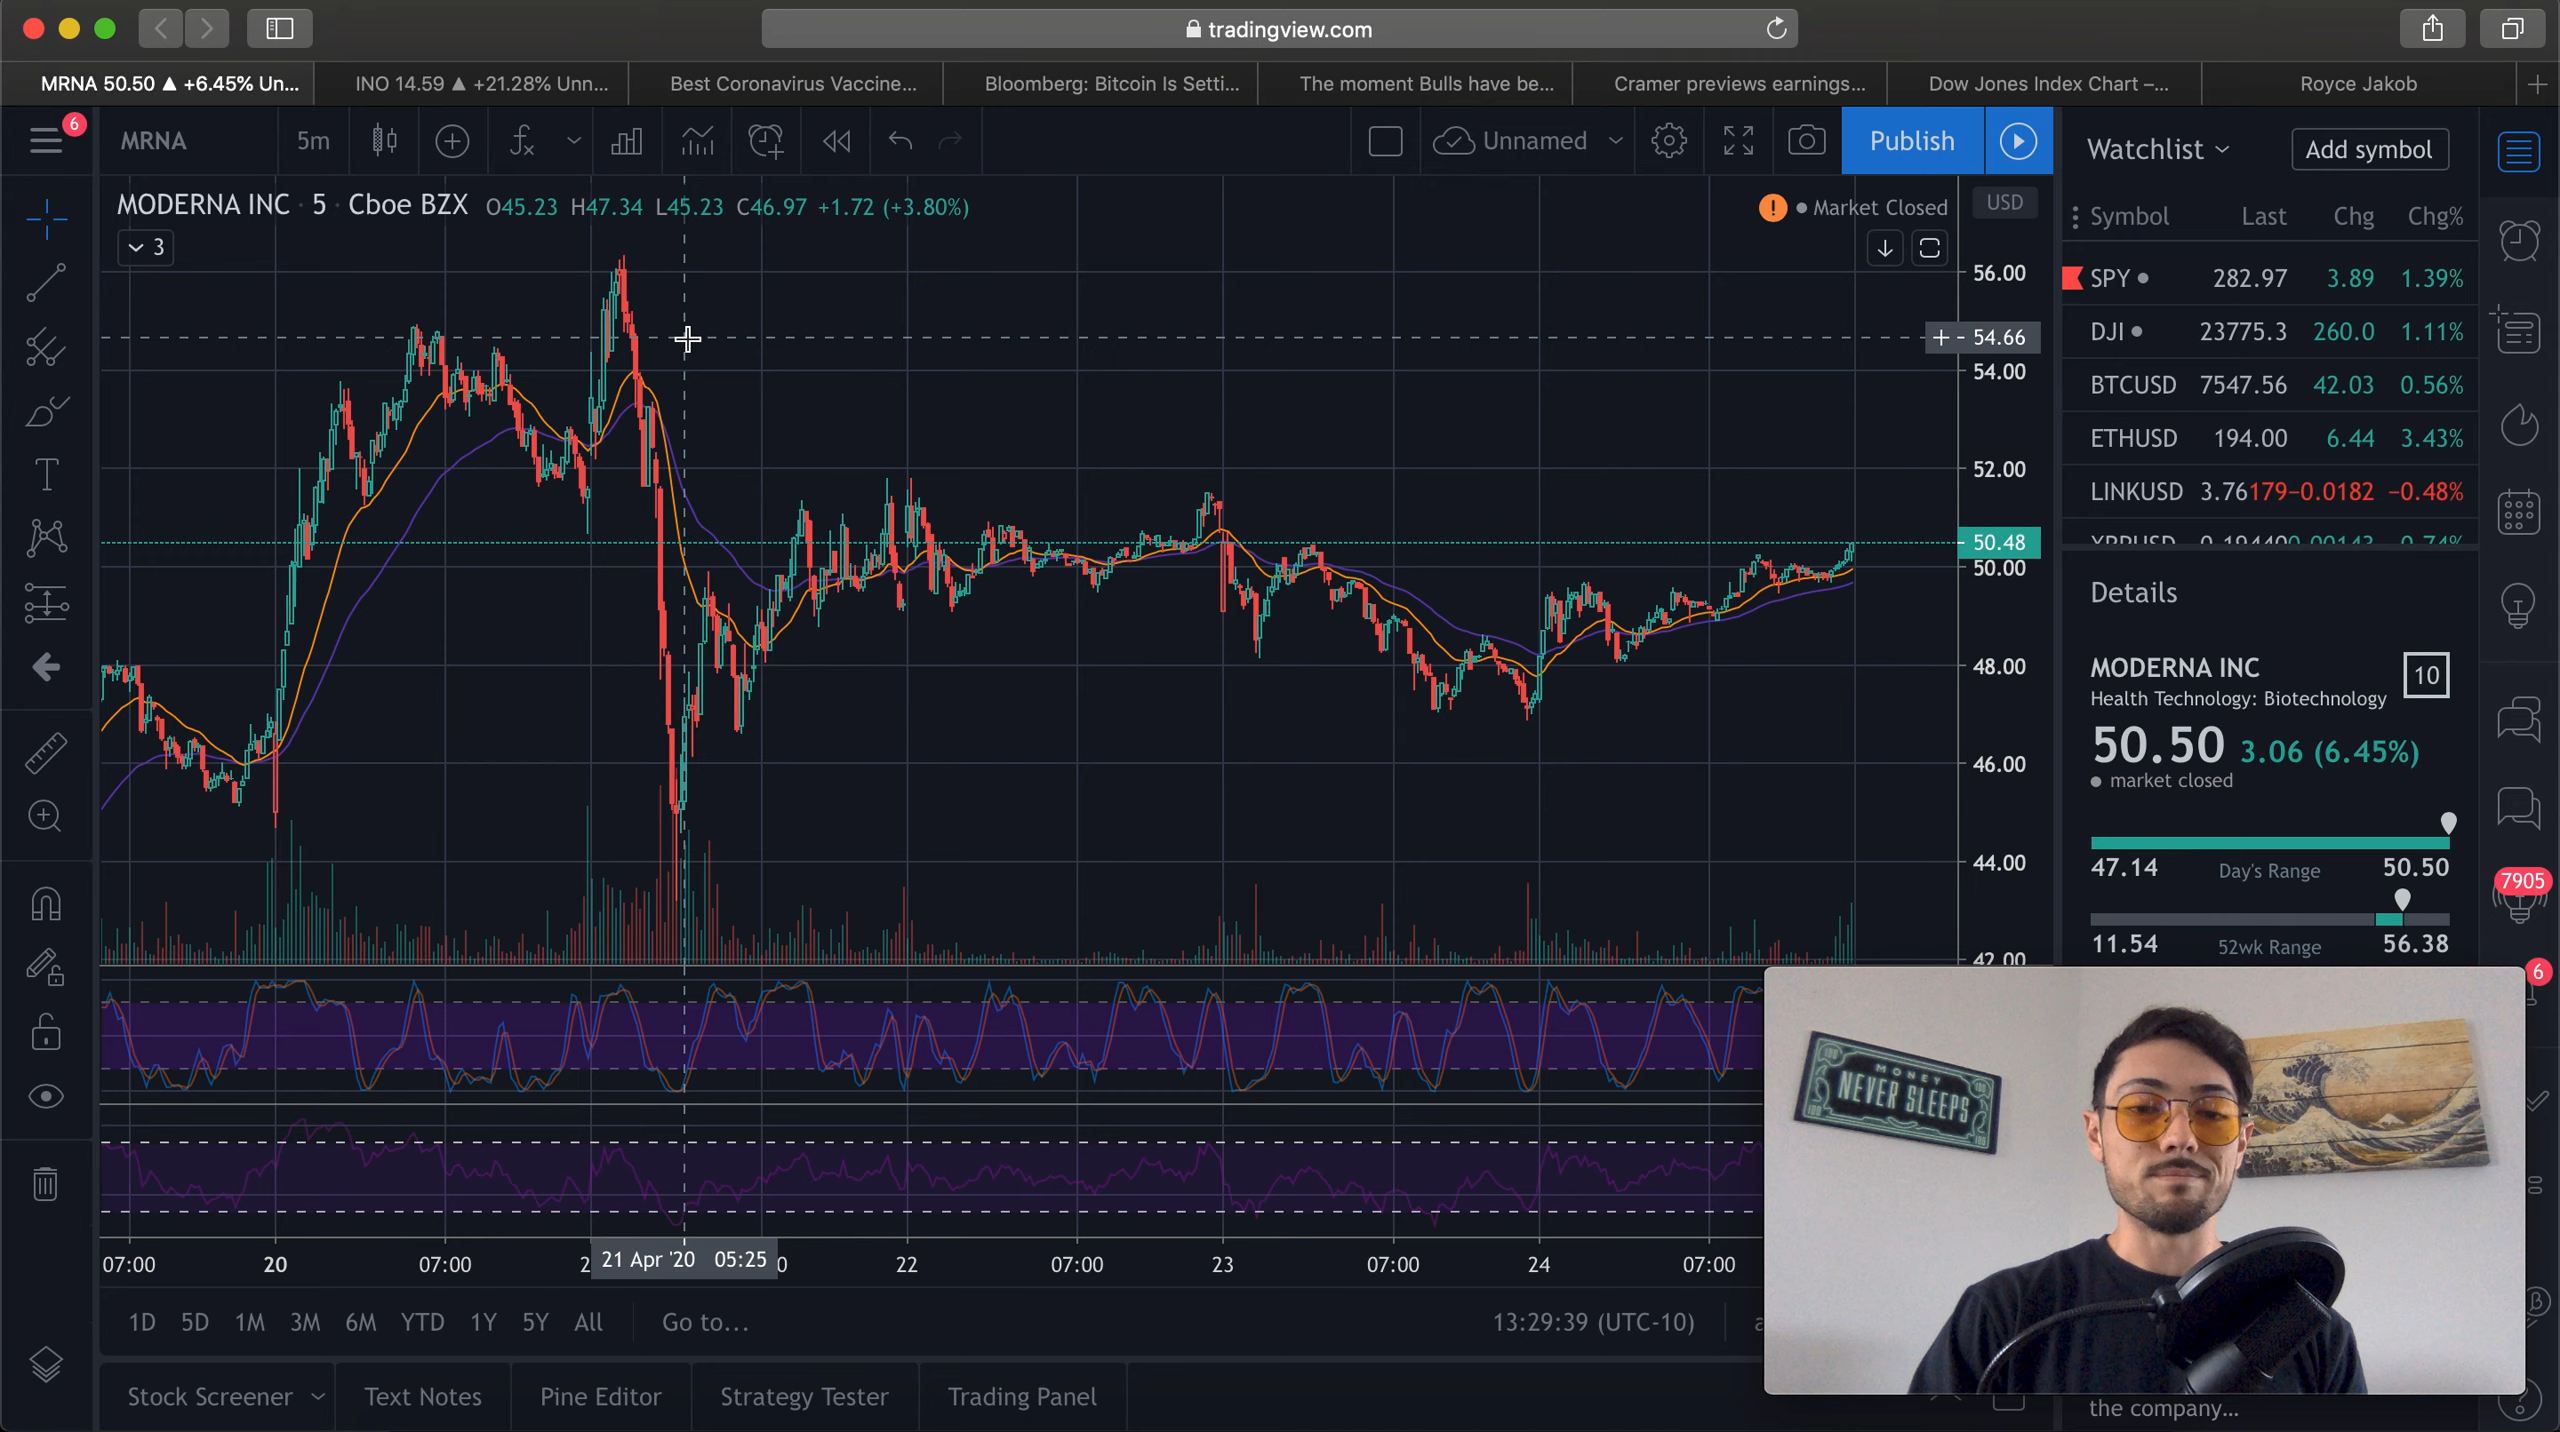 tradingview.com
MRNA 50.50 ▲ +6.45% Un...
INO 14.59 ▲ +21.28% Unn...
Best Coronavirus Vaccine...
Bloomberg: Bitcoin Is Setti...
The moment Bulls have be...
Cramer previews earnings...
Dow Jones Index Chart –...
Royce Jakob
6
MRNA
5m
Unnamed
Publish
Watchlist
Add symbol
MODERNA INC · 5 · Cboe BZX O45.23 H47.34 L45.23 C46.97 +1.72 (+3.80%)
3
Market Closed
USD
56.00
54.66
54.00
52.00
50.48
50.00
48.00
46.00
44.00
42.00
Symbol Last Chg Chg%
SPY 282.97 3.89 1.39%
DJI 23775.3 260.0 1.11%
BTCUSD 7547.56 42.03 0.56%
ETHUSD 194.00 6.44 3.43%
LINKUSD 3.76179 −0.0182 −0.48%
Details
MODERNA INC
10
Health Technology: Biotechnology
50.50 3.06 (6.45%)
market closed
47.14 Day's Range 50.50
11.54 52wk Range 56.38
7905
6
MONEY
NEVER SLEEPS
07:00 20 07:00 21 Apr '20 05:25 22 07:00 23 07:00 24 07:00
1D 5D 1M 3M 6M YTD 1Y 5Y All Go to...
13:29:39 (UTC-10)
Stock Screener Text Notes Pine Editor Strategy Tester Trading Panel
the company...